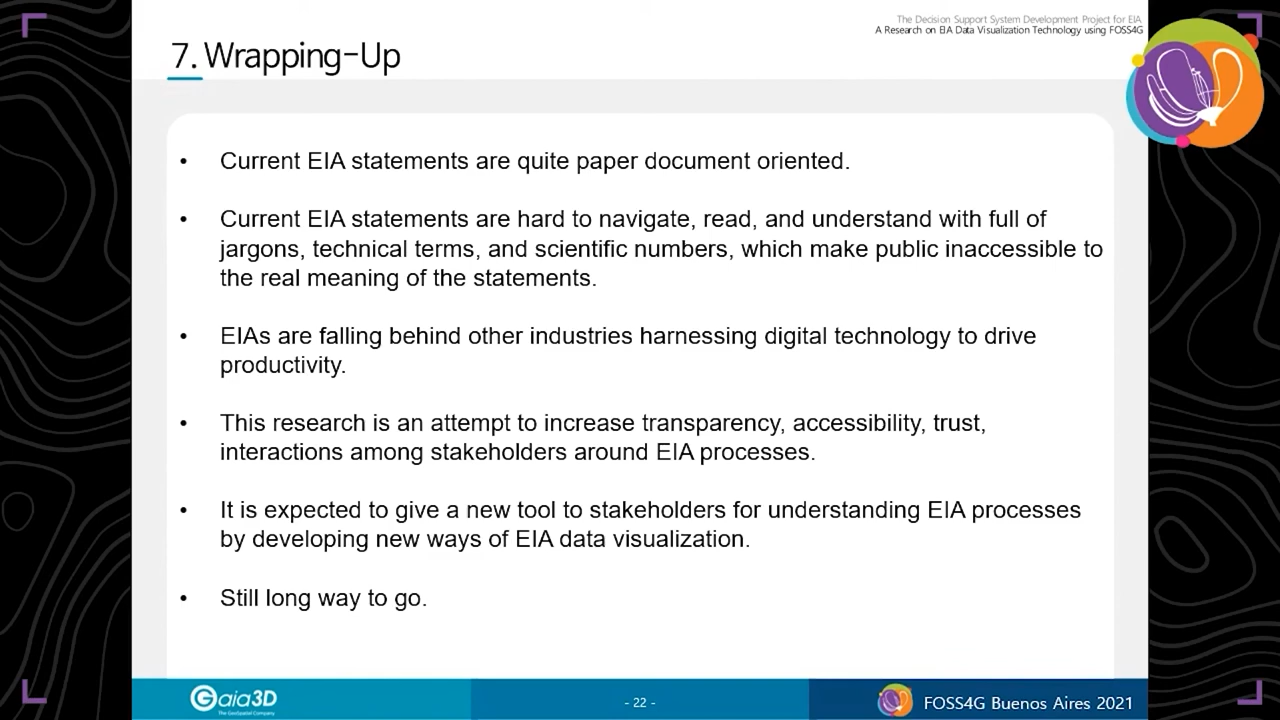 The Decision Support System Development Project for EIA
A Research on EIA Data Visualization Technology using FOSS4G
7. Wrapping-Up
• Current EIA statements are quite paper document oriented.
• Current EIA statements are hard to navigate, read, and understand with full of
jargons, technical terms, and scientific numbers, which make public inaccessible to
the real meaning of the statements.
• EIAs are falling behind other industries harnessing digital technology to drive
productivity.
• This research is an attempt to increase transparency, accessibility, trust,
interactions among stakeholders around EIA processes.
• It is expected to give a new tool to stakeholders for understanding EIA processes
by developing new ways of EIA data visualization.
• Still long way to go.
Gaia3D
The GeoSpatial Company
- 22 -
FOSS4G Buenos Aires 2021